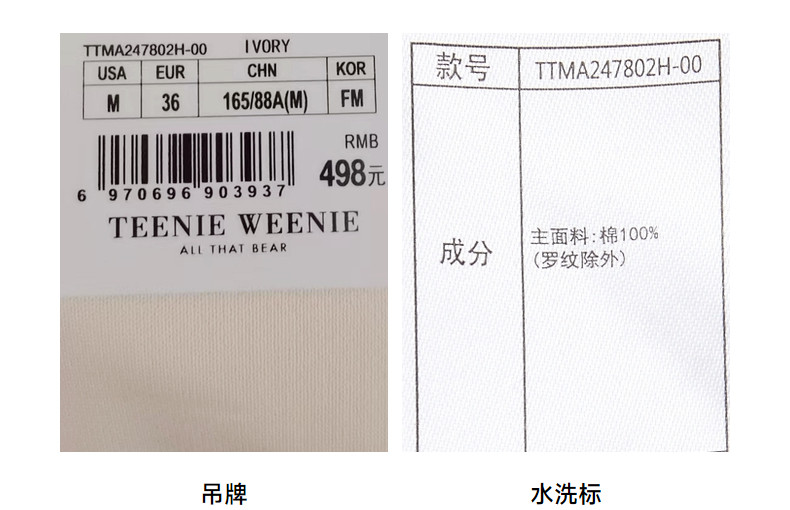 TTMA247802H-00 IVORY
USA EUR CHN KOR
M 36 165/88A(M) FM
RMB
498元
6 970696 903937
TEENIE WEENIE
ALL THAT BEAR
款号 TTMA247802H-00
成分 主面料:棉100%
(罗纹除外)
吊牌
水洗标